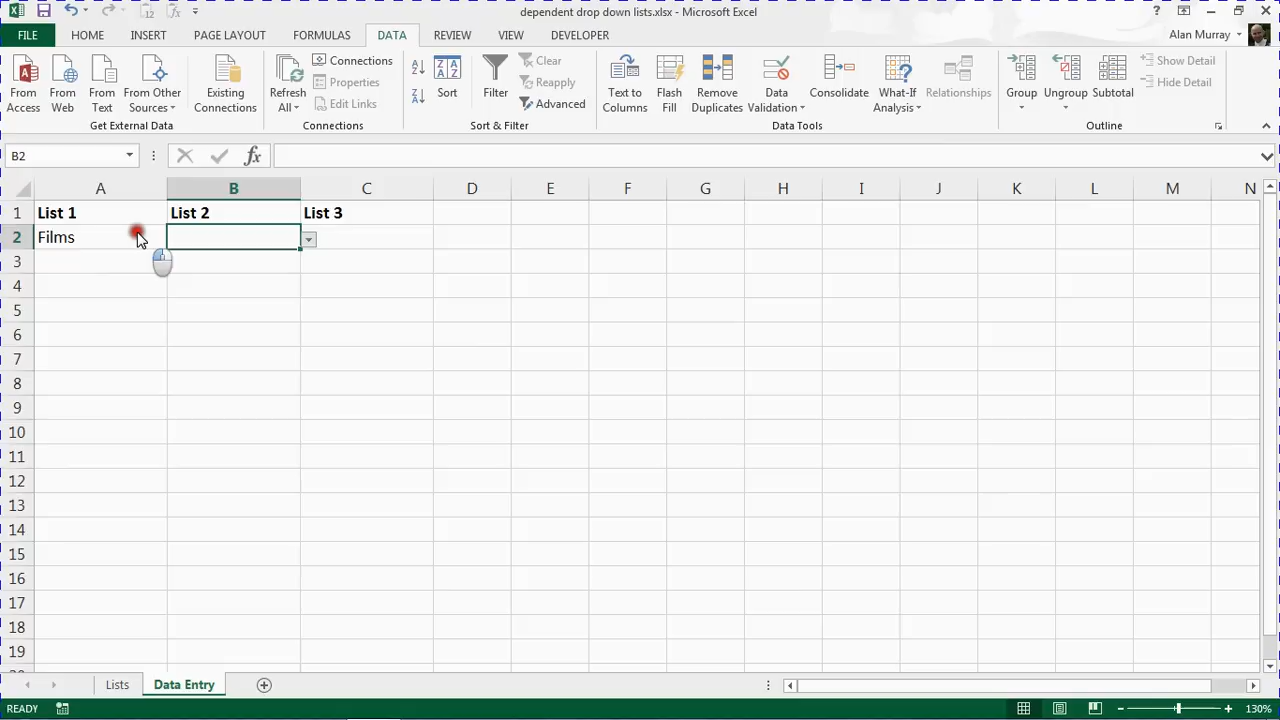 dependent drop down lists.xlsx - Microsoft Excel
FILE HOME INSERT PAGE LAYOUT FORMULAS DATA REVIEW VIEW DEVELOPER Alan Murray
From Access
From Web
From Text
From Other Sources
Get External Data
Existing Connections
Refresh All
Connections
Properties
Edit Links
Connections
Sort
Filter
Clear
Reapply
Advanced
Sort & Filter
Text to Columns
Flash Fill
Remove Duplicates
Data Validation
Consolidate
What-If Analysis
Relationships
Data Tools
Group
Ungroup
Subtotal
Show Detail
Hide Detail
Outline
B2 fx
A B C D E F G H I J K L M N
1 List 1 List 2 List 3
2 Films
3
4
5
6
7
8
9
10
11
12
13
14
15
16
17
18
19
Lists Data Entry
READY 130%